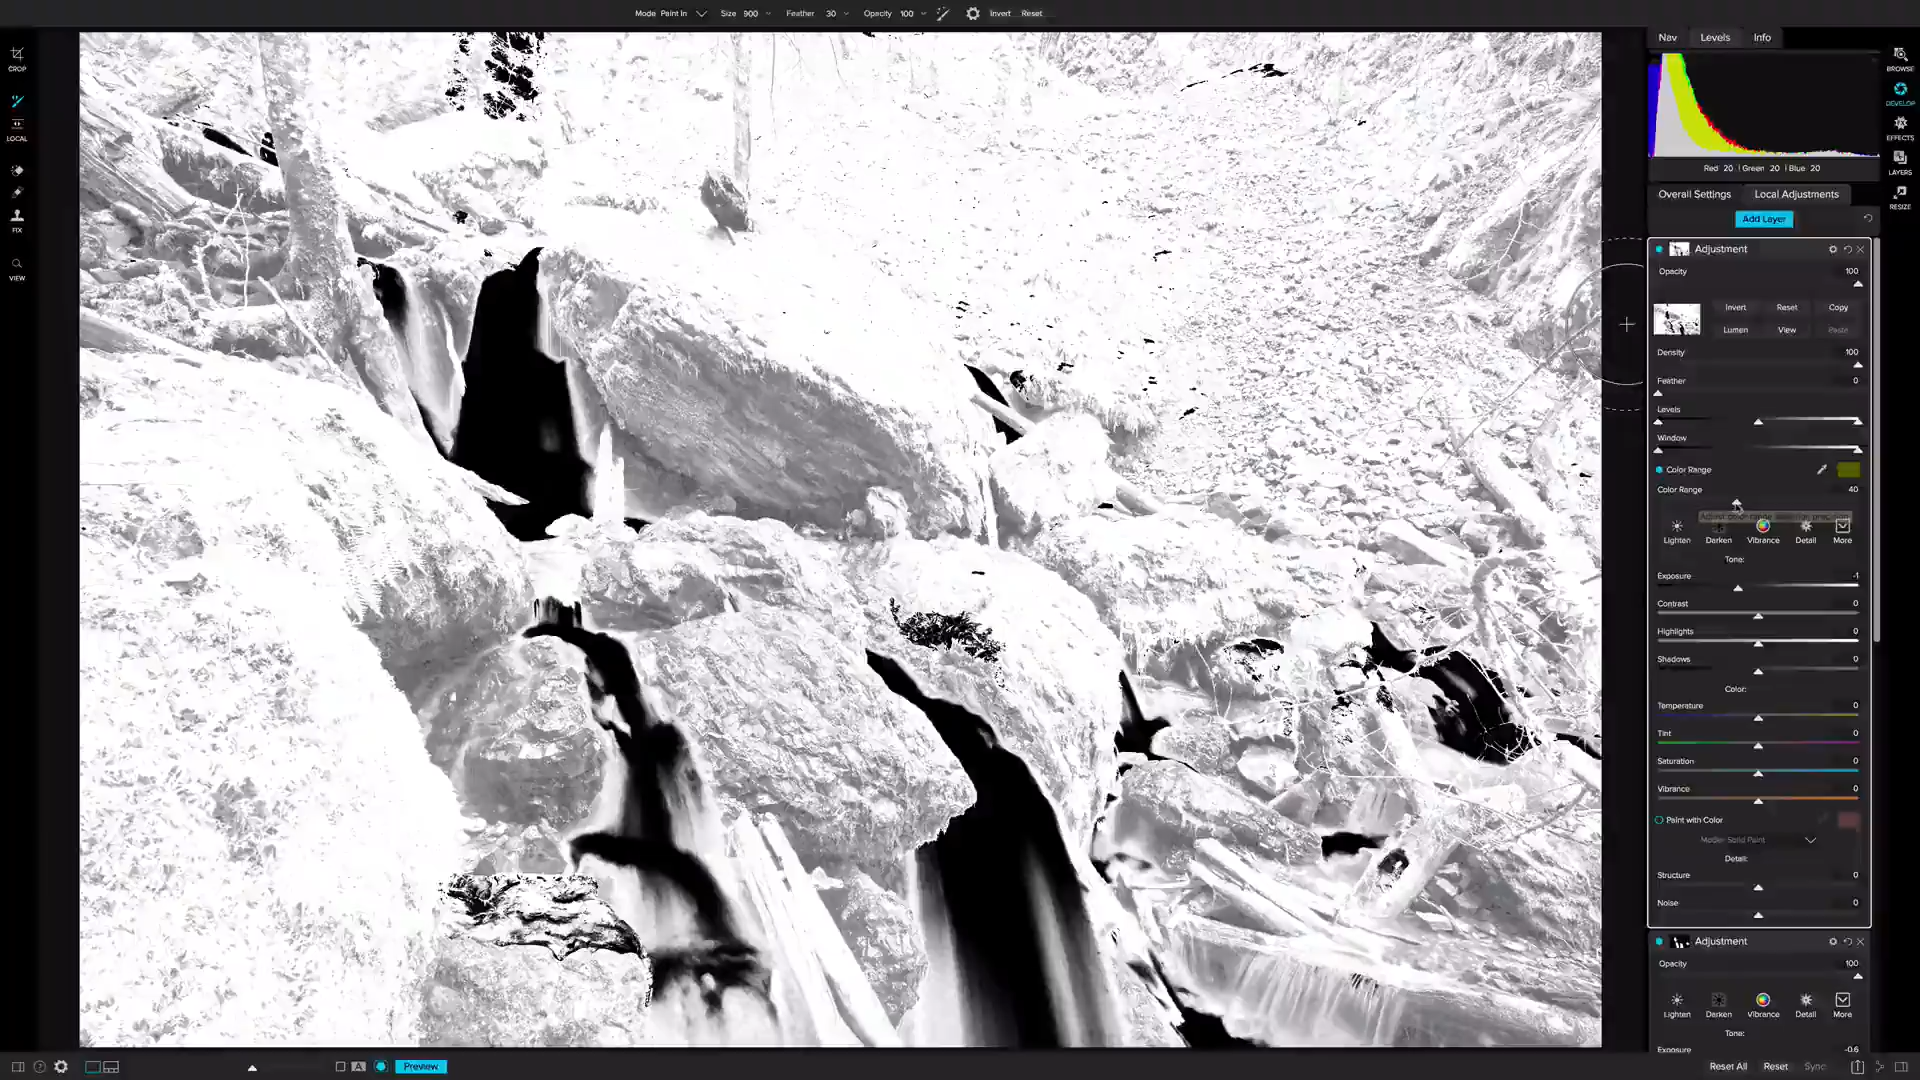 Mode Paint In Size 900 Feather 30 Opacity 100 Invert Reset
CROP
LOCAL
FIX
VIEW
Nav Levels Info
Red 20 Green 20 Blue 20
BROWSE
DEVELOP
EFFECTS
LAYERS
RESIZE
Overall Settings Local Adjustments
Add Layer
Adjustment
Opacity 100
Invert Reset Copy
Lumen View Paste
Density 100
Feather 0
Levels
Window
Color Range
Color Range 40
Lighten Darken Vibrance Detail More
Tone:
Exposure -1
Contrast 0
Highlights 0
Shadows 0
Color:
Temperature 0
Tint 0
Saturation 0
Vibrance 0
Paint with Color
Mode: Solid Paint
Detail:
Structure 0
Noise 0
Adjustment
Opacity 100
Lighten Darken Vibrance Detail More
Tone:
Exposure -0.6
A Preview
Reset All Reset Sync